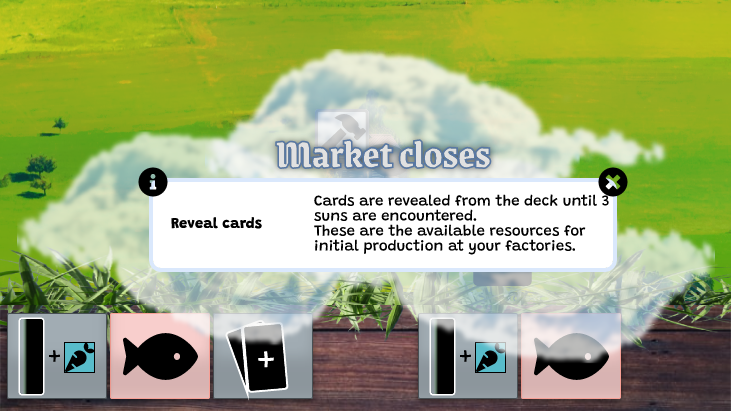 Market closes
Reveal cards
Cards are revealed from the deck until 3
suns are encountered.
These are the available resources for
initial production at your factories.